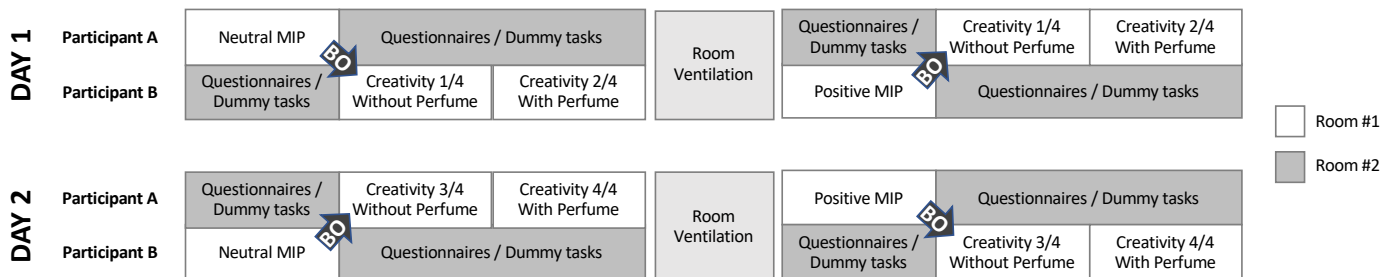 DAY 1
Participant A
Neutral MIP
Questionnaires / Dummy tasks
BO
Participant B
Questionnaires /
Dummy tasks
Creativity 1/4
Without Perfume
Creativity 2/4
With Perfume
Room
Ventilation
Questionnaires /
Dummy tasks
Creativity 1/4
Without Perfume
Creativity 2/4
With Perfume
BO
Positive MIP
Questionnaires / Dummy tasks
Room #1
Room #2
DAY 2
Participant A
Questionnaires /
Dummy tasks
Creativity 3/4
Without Perfume
Creativity 4/4
With Perfume
BO
Participant B
Neutral MIP
Questionnaires / Dummy tasks
Room
Ventilation
Positive MIP
Questionnaires / Dummy tasks
BO
Questionnaires /
Dummy tasks
Creativity 3/4
Without Perfume
Creativity 4/4
With Perfume